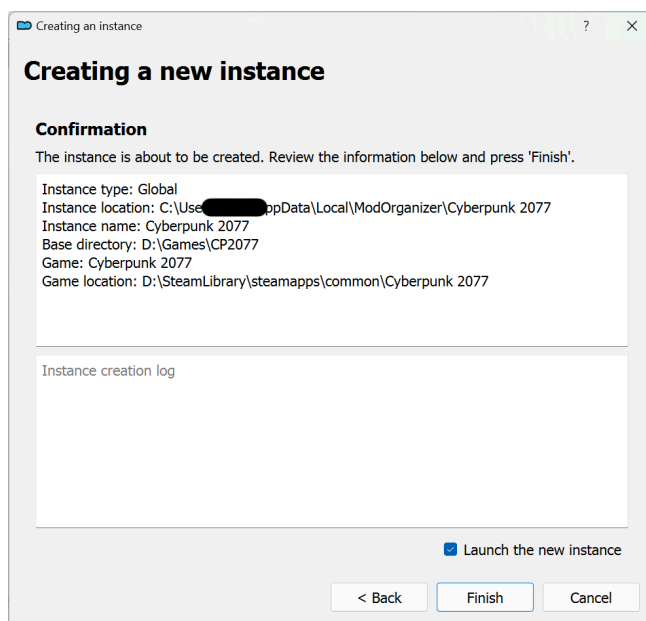 Creating an instance
?
Creating a new instance
Confirmation
The instance is about to be created. Review the information below and press 'Finish'.
Instance type: Global
Instance location: C:\Use ppData\Local\ModOrganizer\Cyberpunk 2077
Instance name: Cyberpunk 2077
Base directory: D:\Games\CP2077
Game: Cyberpunk 2077
Game location: D:\SteamLibrary\steamapps\common\Cyberpunk 2077
Instance creation log
Launch the new instance
< Back
Finish
Cancel